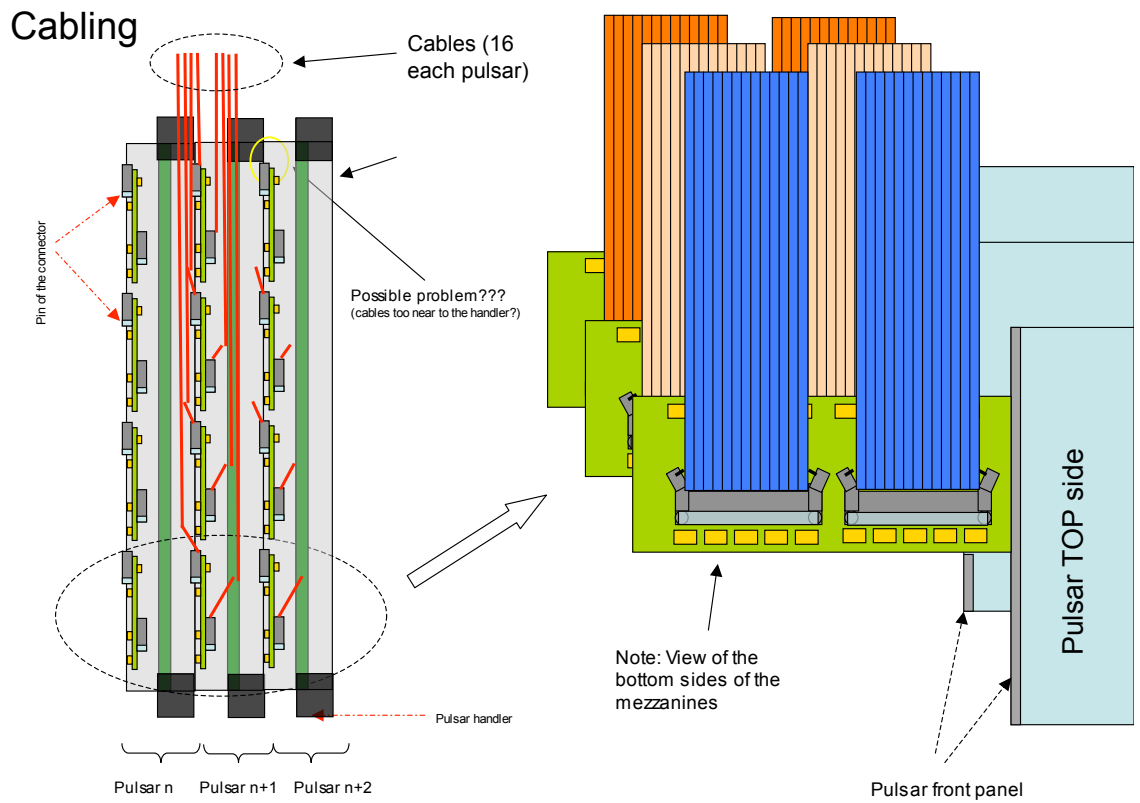 Cabling
Cables (16
each pulsar)
Pin of the connector
Possible problem???
(cables too near to the handler?)
Pulsar TOP side
Note: View of the
bottom sides of the
mezzanines
Pulsar handler
Pulsar n
Pulsar n+1
Pulsar n+2
Pulsar front panel